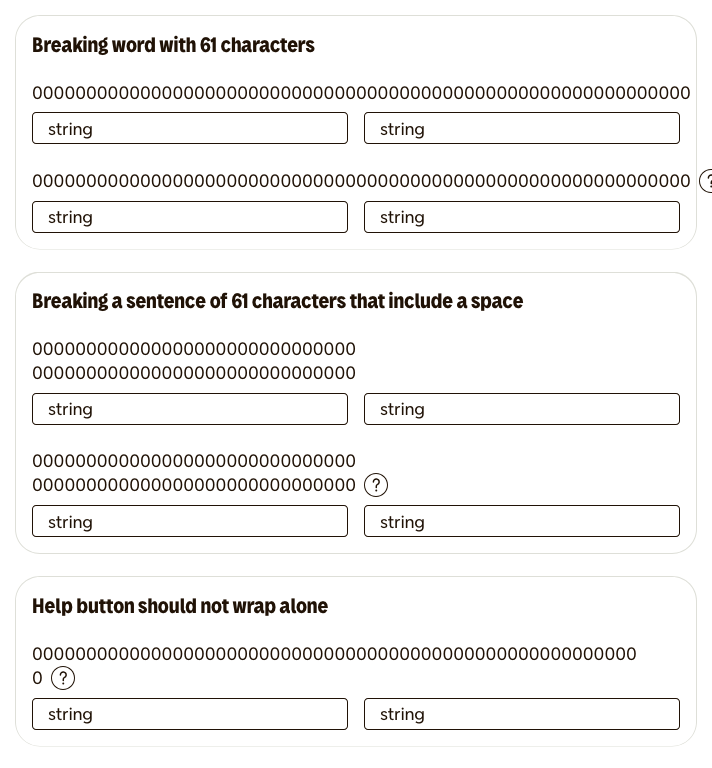 Breaking word with 61 characters
0000000000000000000000000000000000000000000000000000000000000
string
string
0000000000000000000000000000000000000000000000000000000000000 ?
string
string
Breaking a sentence of 61 characters that include a space
000000000000000000000000000000
000000000000000000000000000000
string
string
000000000000000000000000000000
000000000000000000000000000000 ?
string
string
Help button should not wrap alone
00000000000000000000000000000000000000000000000000000000
0 ?
string
string